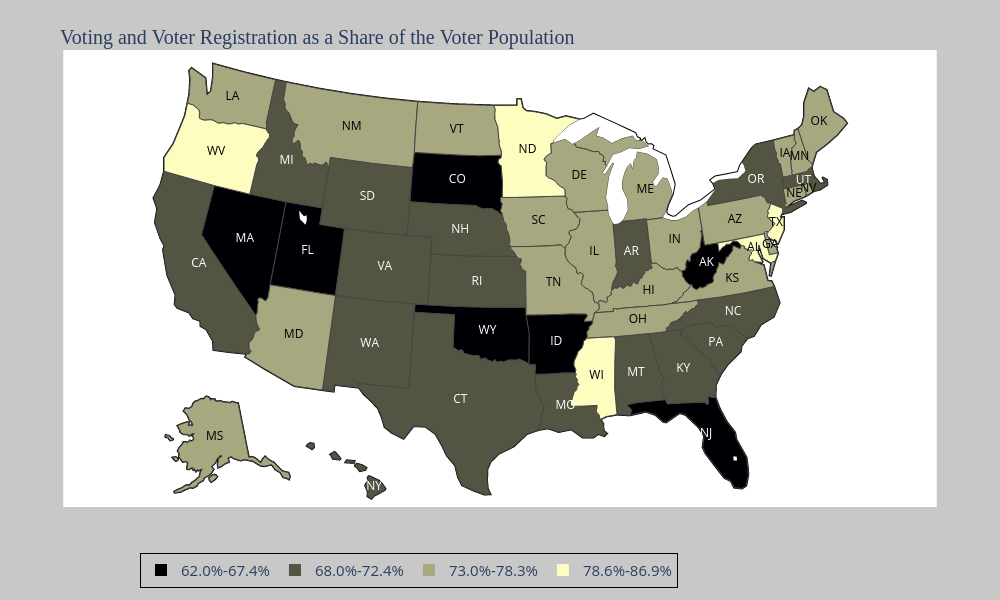 Voting and Voter Registration as a Share of the Voter Population
LA
NM
VT
ND
WV
MI
SD
CO
DE
ME
OK
IA
MN
OR
UT
NV
NE
MA
FL
NH
SC
AZ
TX
CA
VA
RI
IL
AR
IN
AL
GA
AK
KS
TN
HI
MD
WA
WY
ID
OH
NC
PA
WI
MT
KY
CT
MO
MS
NJ
NY
62.0%-67.4% 68.0%-72.4% 73.0%-78.3% 78.6%-86.9%